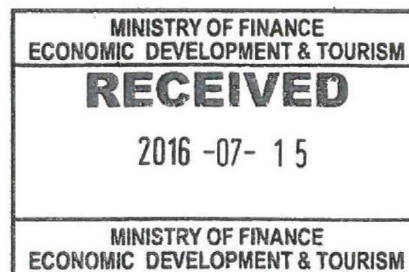 MINISTRY OF FINANCE
ECONOMIC DEVELOPMENT & TOURISM
RECEIVED
2016 -07- 15
MINISTRY OF FINANCE
ECONOMIC DEVELOPMENT & TOURISM